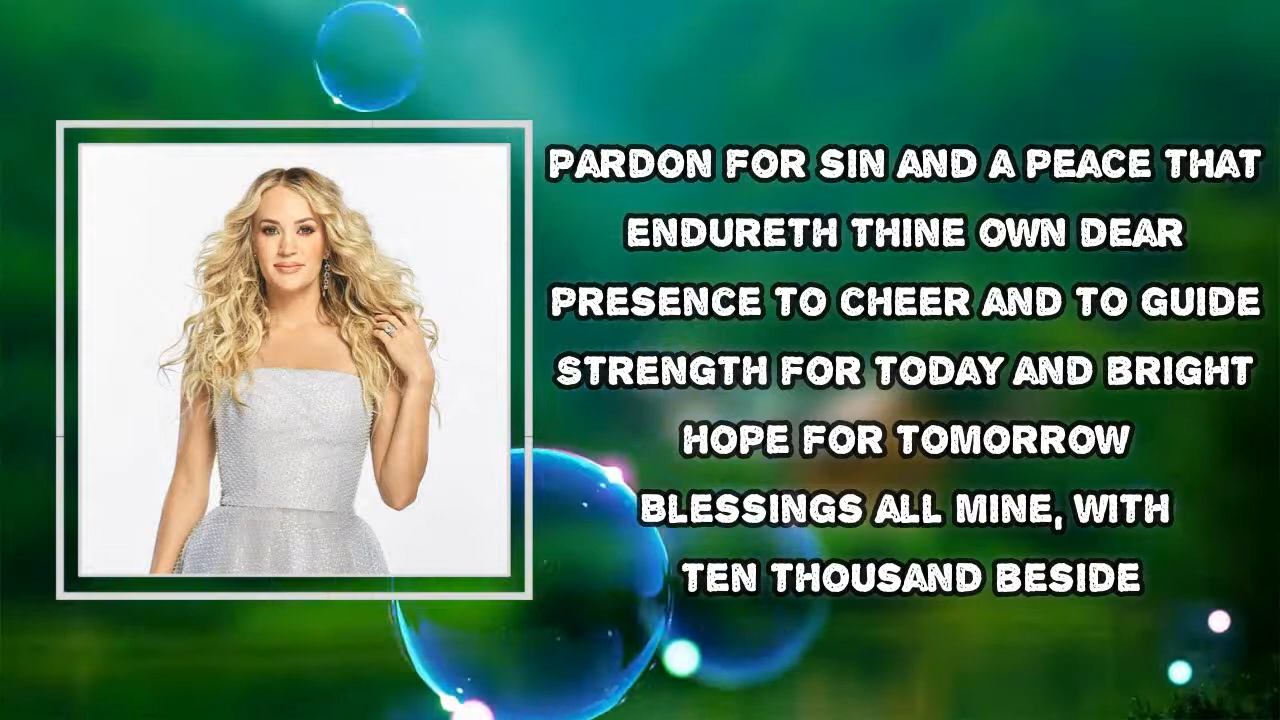 PARDON FOR SIN AND A PEACE THAT
ENDURETH THINE OWN DEAR
PRESENCE TO CHEER AND TO GUIDE
STRENGTH FOR TODAY AND BRIGHT
HOPE FOR TOMORROW
BLESSINGS ALL MINE, WITH
TEN THOUSAND BESIDE